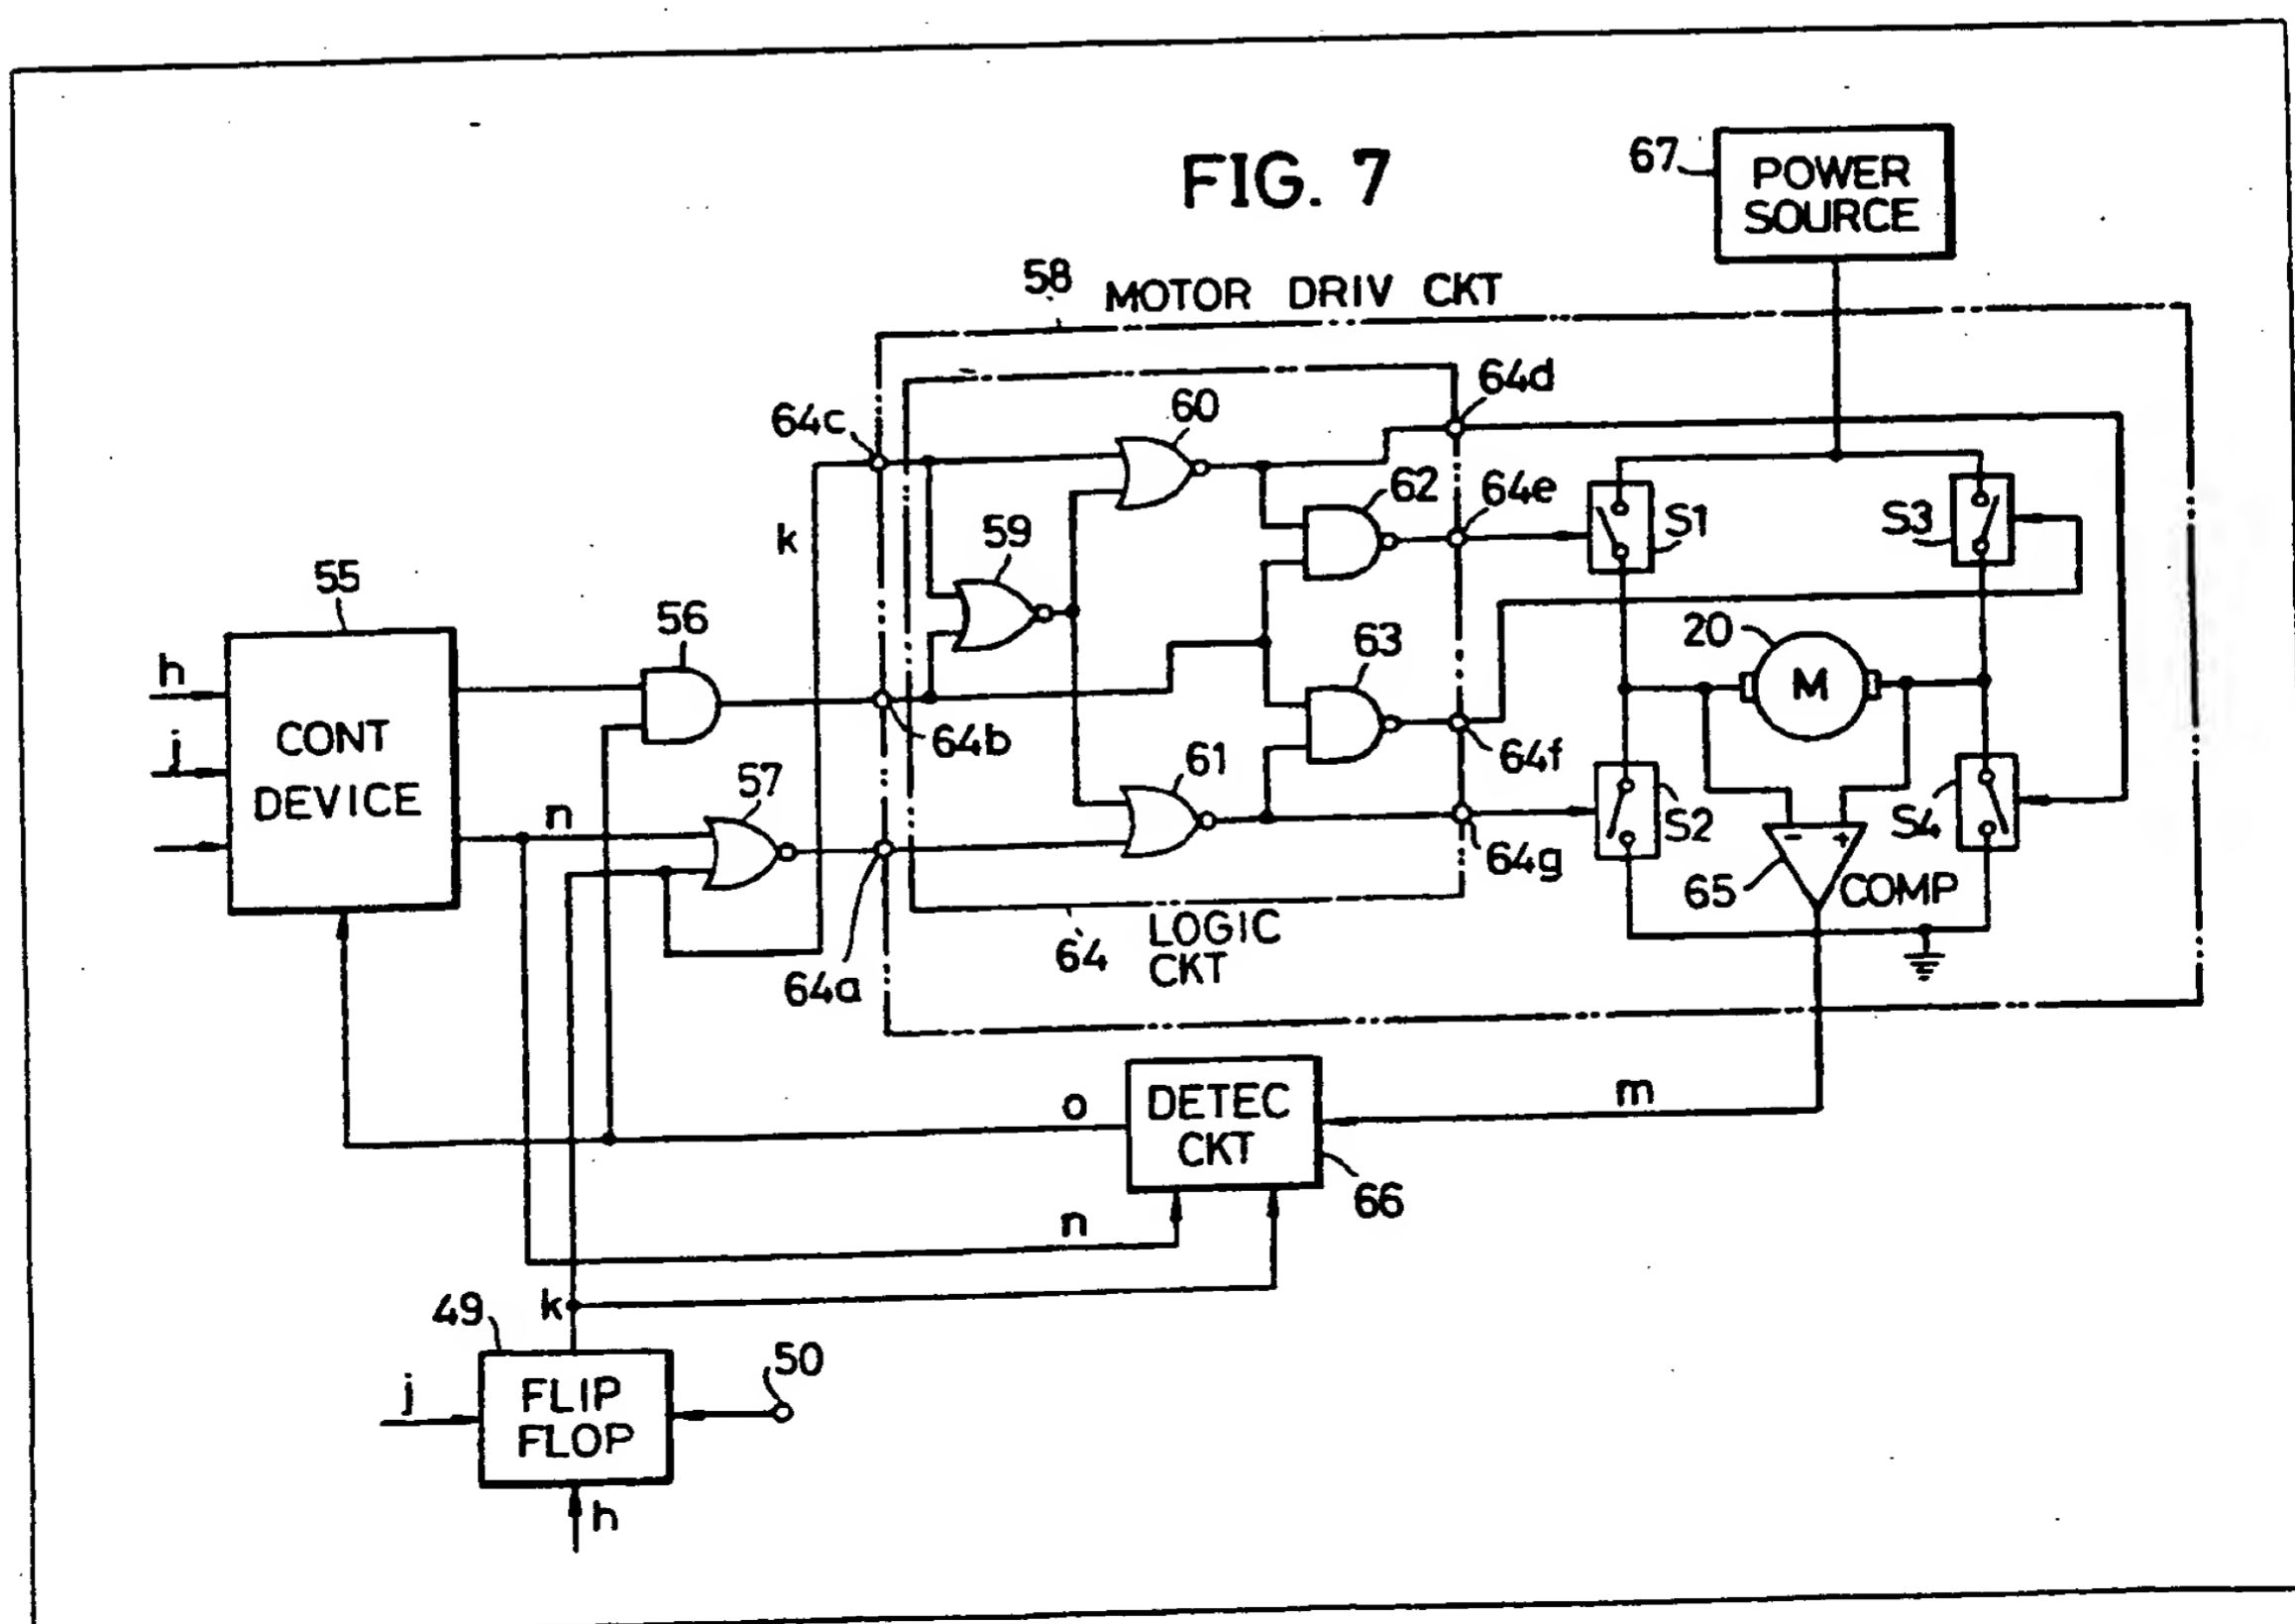 FIG. 7
67
POWER
SOURCE
58
MOTOR DRIV CKT
64d
64c
60
62
64e
S1
S3
k
59
55
56
63
20
M
h
j
CONT
DEVICE
64b
64f
57
61
n
S2
S4
- +
64g
65
COMP
64
LOGIC
CKT
64a
o
DETEC
CKT
m
66
n
k
49
50
j
FLIP
FLOP
h